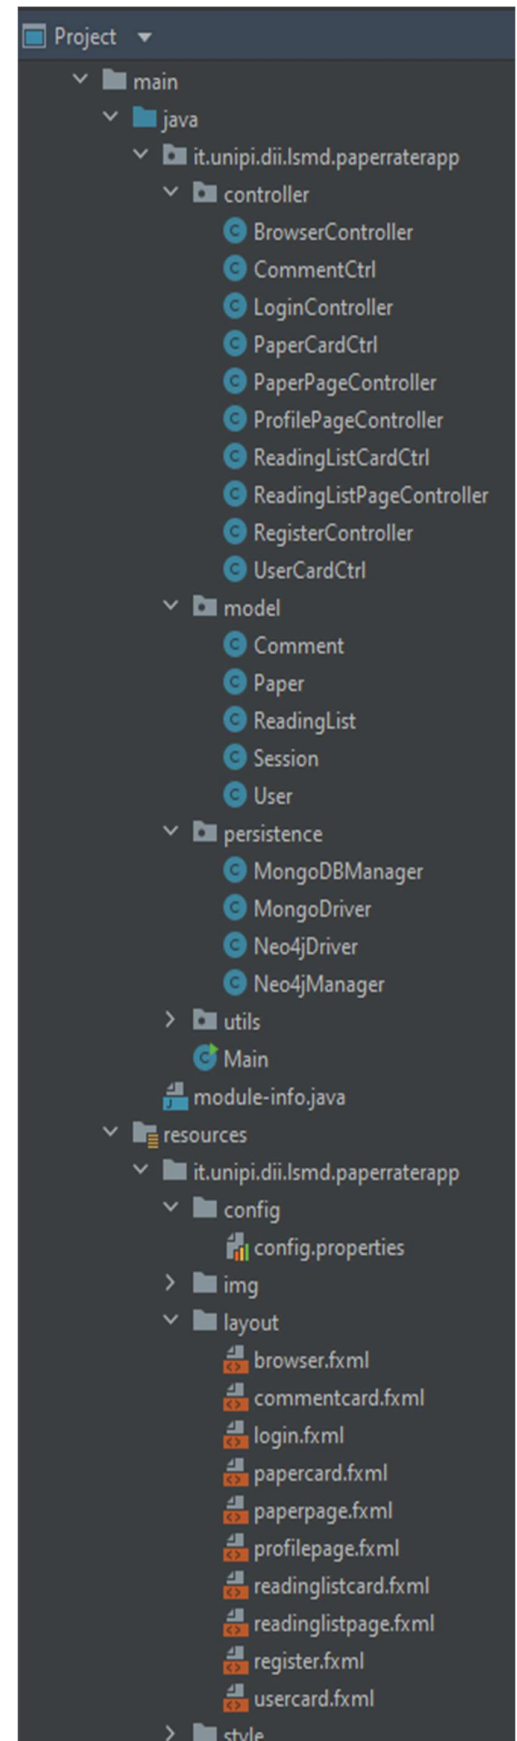 Project
main
java
it.unipi.dii.lsmd.paperraterapp
controller
BrowserController
CommentCtrl
LoginController
PaperCardCtrl
PaperPageController
ProfilePageController
ReadingListCardCtrl
ReadingListPageController
RegisterController
UserCardCtrl
model
Comment
Paper
ReadingList
Session
User
persistence
MongoDBManager
MongoDriver
Neo4jDriver
Neo4jManager
utils
Main
module-info.java
resources
it.unipi.dii.lsmd.paperraterapp
config
config.properties
img
layout
browser.fxml
commentcard.fxml
login.fxml
papercard.fxml
paperpage.fxml
profilepage.fxml
readinglistcard.fxml
readinglistpage.fxml
register.fxml
usercard.fxml
style